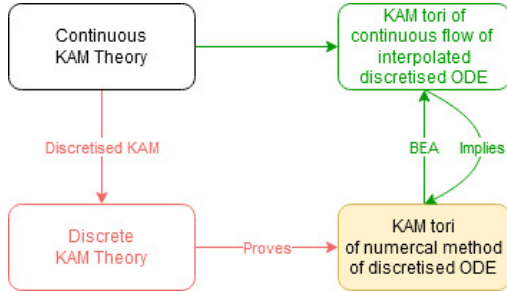 Continuous
KAM Theory
KAM tori of
continuous flow of
interpolated
discretised ODE
Discretised KAM
BEA
Implies
Discrete
KAM Theory
Proves
KAM tori
of numercal method
of discretised ODE